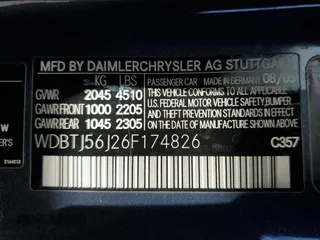 MFD BY DAIMLERCHRYSLER AG STUTTGART
KG LBS
PASSENGER CAR MADE IN GERMANY 08/05
GVWR 2045 4510
GAWR FRONT 1000 2205
GAWR REAR 1045 2305
THIS VEHICLE CONFORMS TO ALL APPLICABLE
U.S. FEDERAL MOTOR VEHICLE SAFETY, BUMPER
AND THEFT PREVENTION STANDARDS IN EFFECT
ON THE DATE OF MANUFACTURE SHOWN ABOVE.
WDBTJ56J26F174826
C357